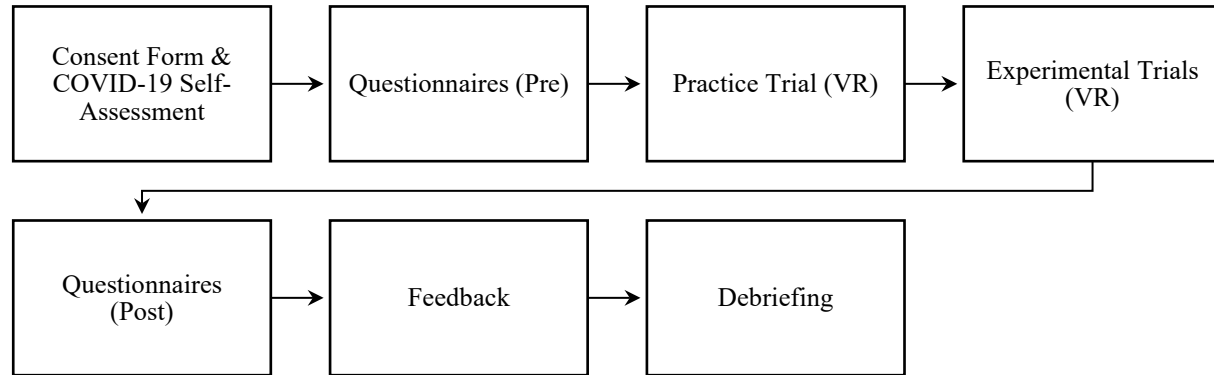 Consent Form &
COVID-19 Self-
Assessment
Questionnaires (Pre)
Practice Trial (VR)
Experimental Trials
(VR)
Questionnaires
(Post)
Feedback
Debriefing